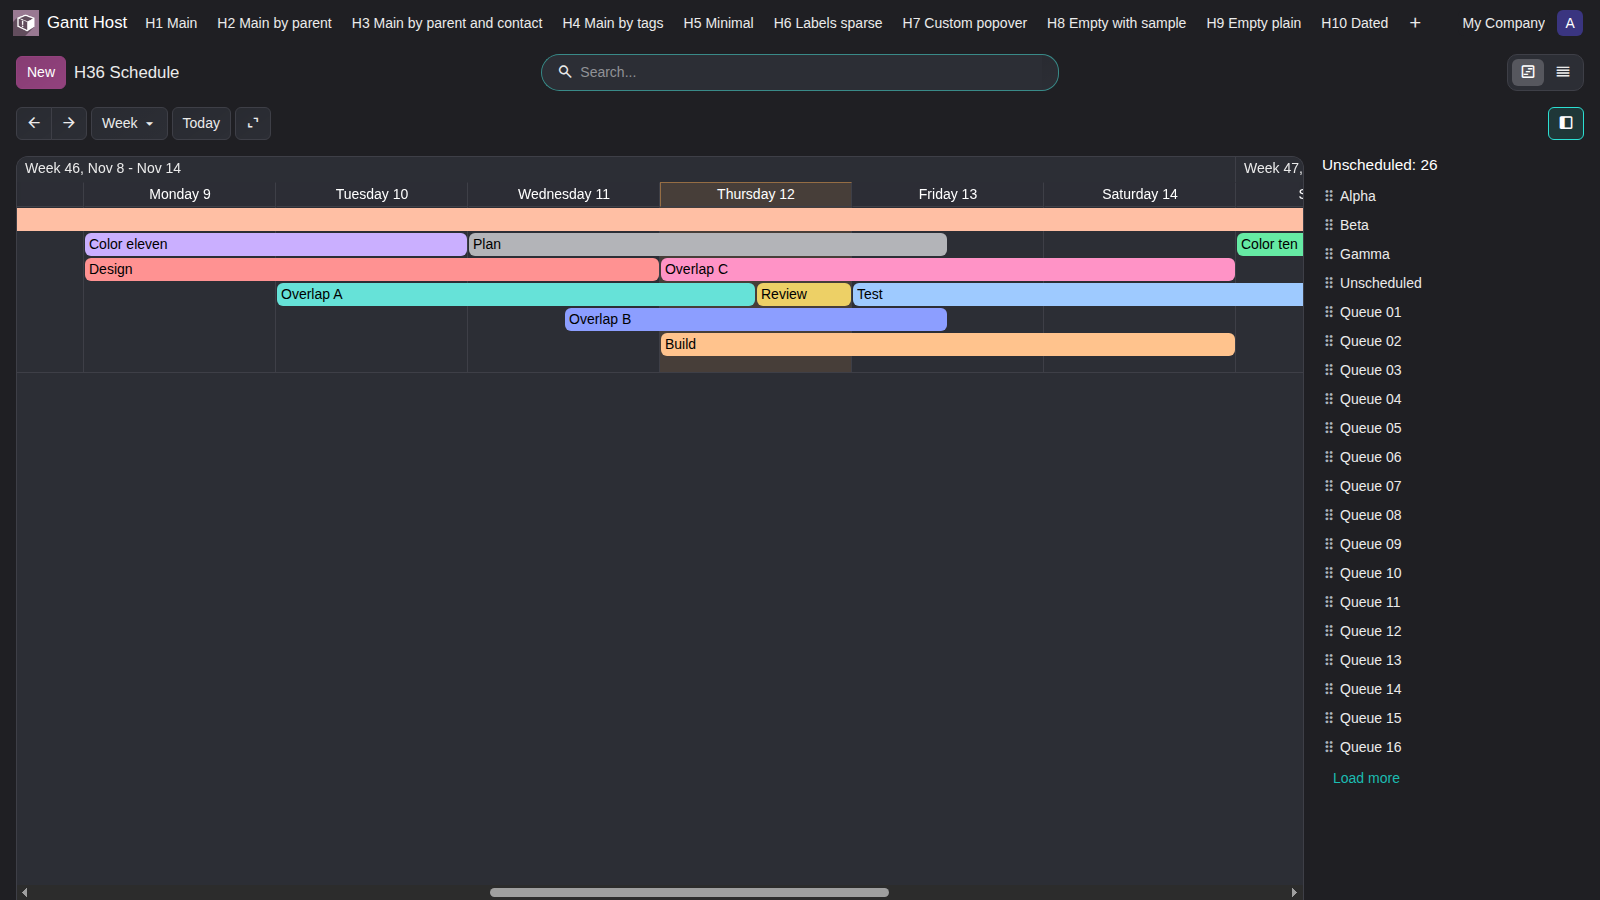 Gantt Host H1 Main H2 Main by parent H3 Main by parent and contact H4 Main by tags H5 Minimal H6 Labels sparse H7 Custom popover H8 Empty with sample H9 Empty plain H10 Dated + My Company A
New H36 Schedule Search...
Week Today
Week 46, Nov 8 - Nov 14 Week 47,
Monday 9 Tuesday 10 Wednesday 11 Thursday 12 Friday 13 Saturday 14
Color eleven Plan Color ten
Design Overlap C
Overlap A Review Test
Overlap B
Build
Unscheduled: 26
Alpha
Beta
Gamma
Unscheduled
Queue 01
Queue 02
Queue 03
Queue 04
Queue 05
Queue 06
Queue 07
Queue 08
Queue 09
Queue 10
Queue 11
Queue 12
Queue 13
Queue 14
Queue 15
Queue 16
Load more